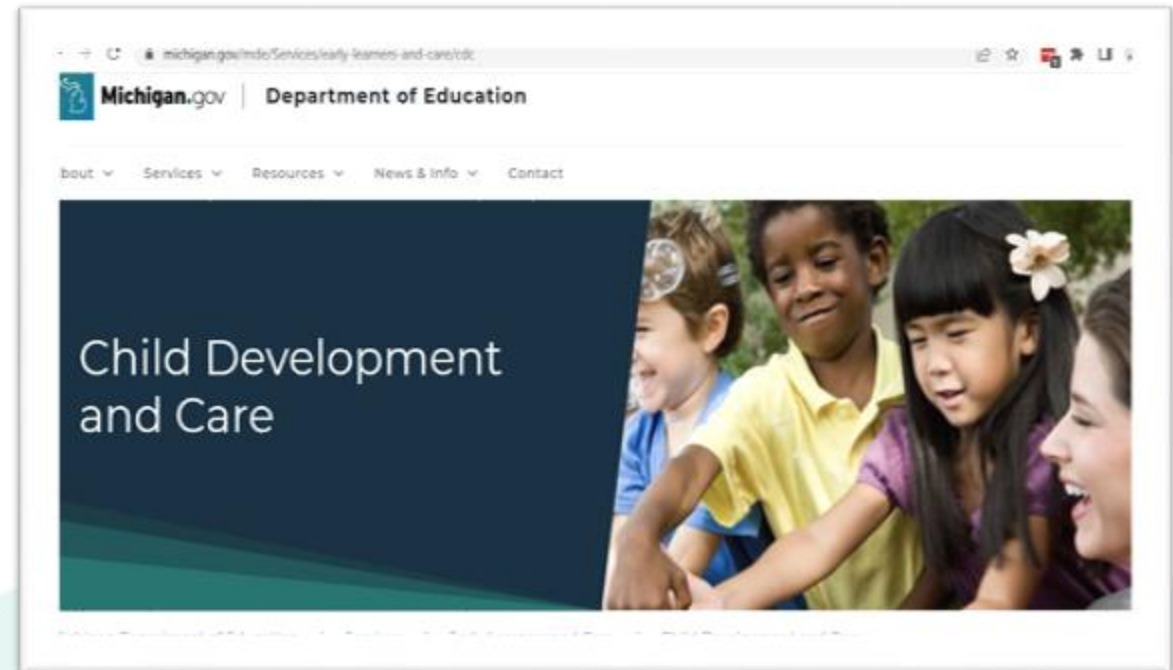 michigan.gov/mde/Services/early-learners-and-care/cdc
Michigan.gov | Department of Education
bout Services Resources News & Info Contact
Child Development
and Care